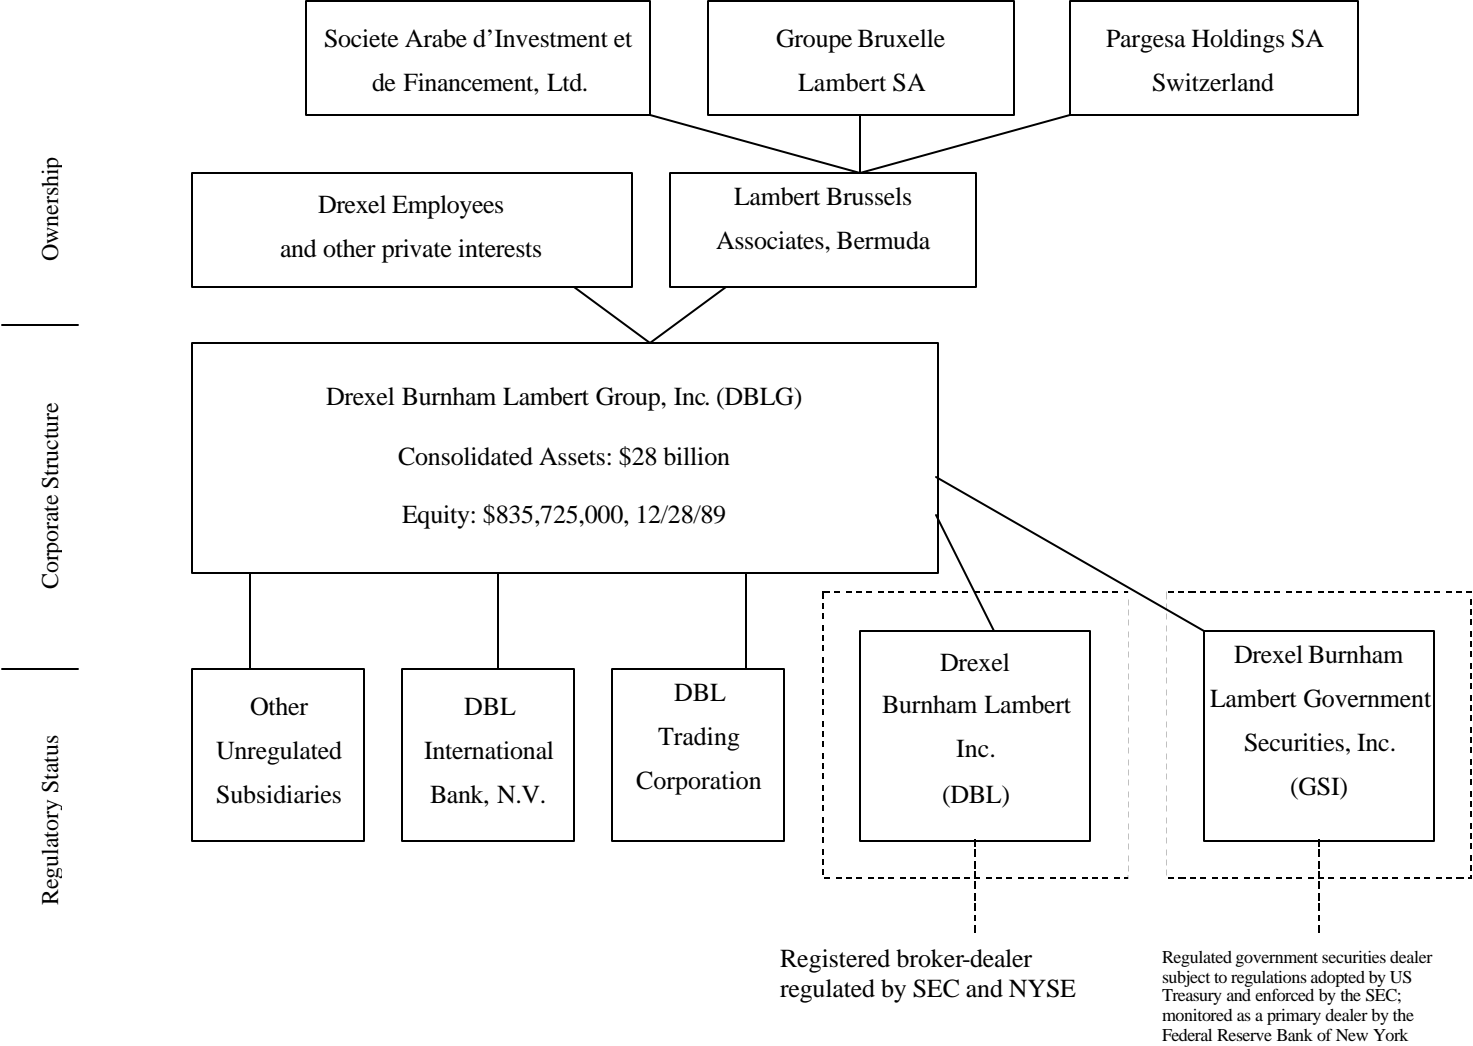 Societe Arabe d’Investment et
de Financement, Ltd.
Groupe Bruxelle
Lambert SA
Pargesa Holdings SA
Switzerland
Ownership
Drexel Employees
and other private interests
Lambert Brussels
Associates, Bermuda
Corporate Structure
Drexel Burnham Lambert Group, Inc. (DBLG)
Consolidated Assets: $28 billion
Equity: $835,725,000, 12/28/89
Regulatory Status
Other
Unregulated
Subsidiaries
DBL
International
Bank, N.V.
DBL
Trading
Corporation
Drexel
Burnham Lambert
Inc.
(DBL)
Drexel Burnham
Lambert Government
Securities, Inc.
(GSI)
Registered broker-dealer
regulated by SEC and NYSE
Regulated government securities dealer
subject to regulations adopted by US
Treasury and enforced by the SEC;
monitored as a primary dealer by the
Federal Reserve Bank of New York